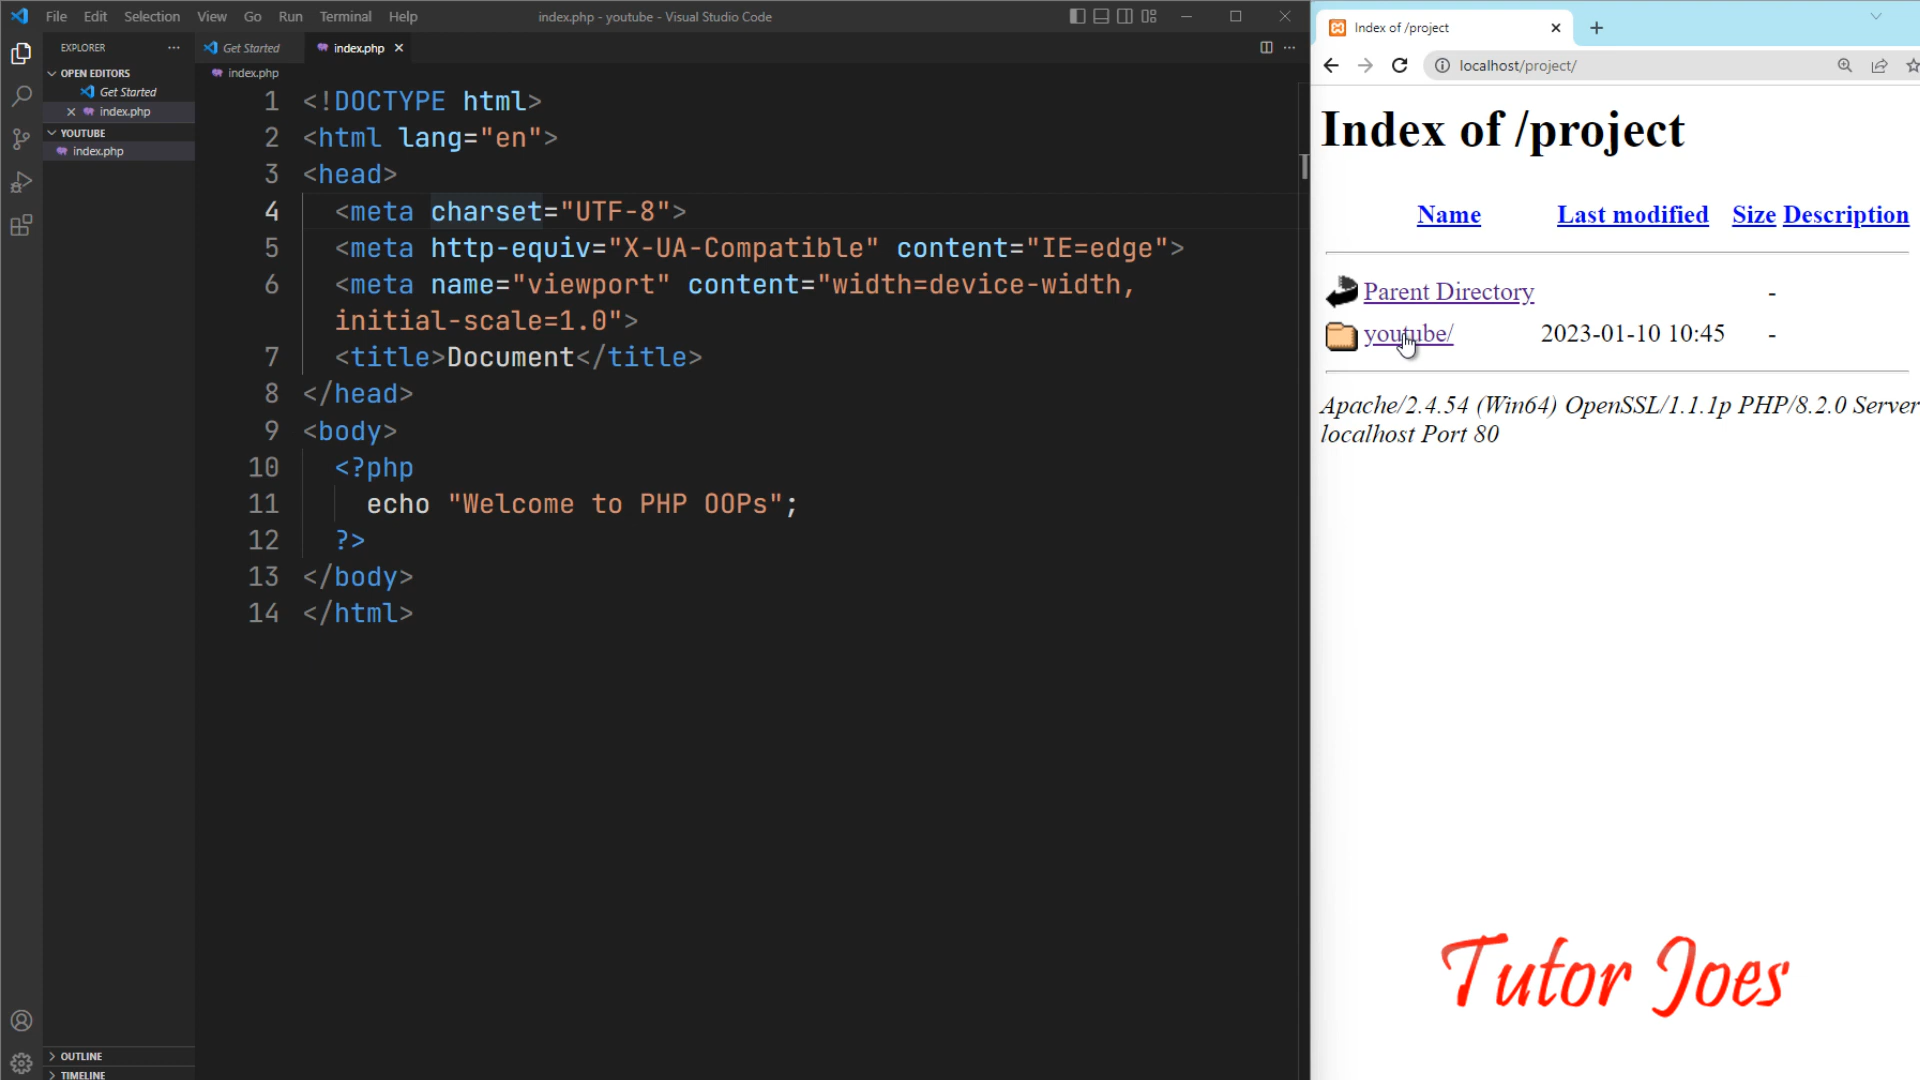 File Edit Selection View Go Run Terminal Help
index.php - youtube - Visual Studio Code
EXPLORER
OPEN EDITORS
Get Started
index.php
YOUTUBE
index.php
OUTLINE
TIMELINE
Get Started
index.php
index.php
1 <!DOCTYPE html>
2 <html lang="en">
3 <head>
4 <meta charset="UTF-8">
5 <meta http-equiv="X-UA-Compatible" content="IE=edge">
6 <meta name="viewport" content="width=device-width,
initial-scale=1.0">
7 <title>Document</title>
8 </head>
9 <body>
10 <?php
11 echo "Welcome to PHP OOPs";
12 ?>
13 </body>
14 </html>
Index of /project
localhost/project/
Index of /project
Name Last modified Size Description
Parent Directory -
youtube/ 2023-01-10 10:45 -
Apache/2.4.54 (Win64) OpenSSL/1.1.1p PHP/8.2.0 Server
localhost Port 80
Tutor Joes